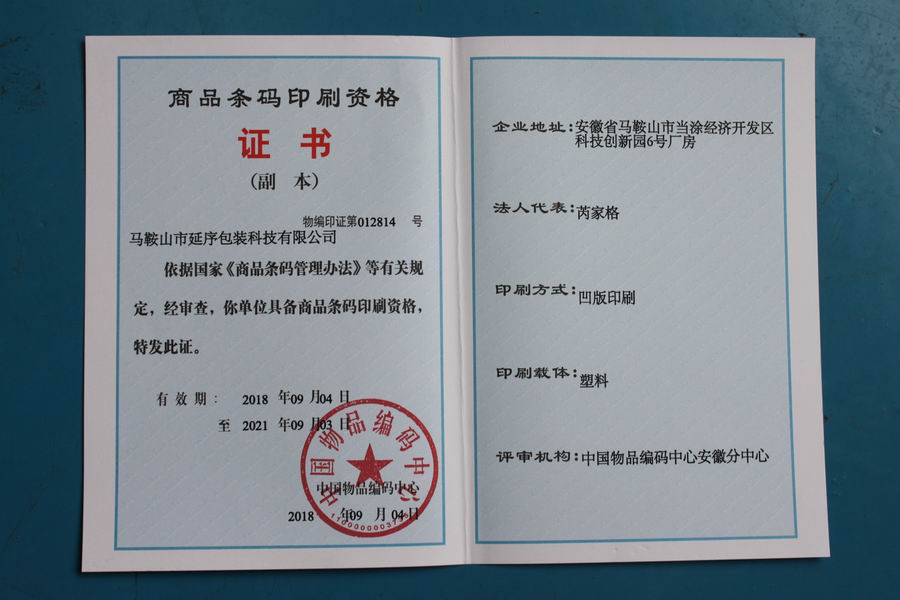 商品条码印刷资格
证书
(副 本)
物编印证第012814 号
马鞍山市延序包装科技有限公司
依据国家《商品条码管理办法》等有关规
定，经审查，你单位具备商品条码印刷资格，
特发此证。
有效期： 2018 年09 月04 日
至 2021 年09 月03 日
中国物品编码中心
中国物品编码中心
2018 年09 月 04 日
企业地址：安徽省马鞍山市当涂经济开发区
科技创新园6号厂房
法人代表：芮家格
印刷方式：凹版印刷
印刷载体：塑料
评审机构：中国物品编码中心安徽分中心